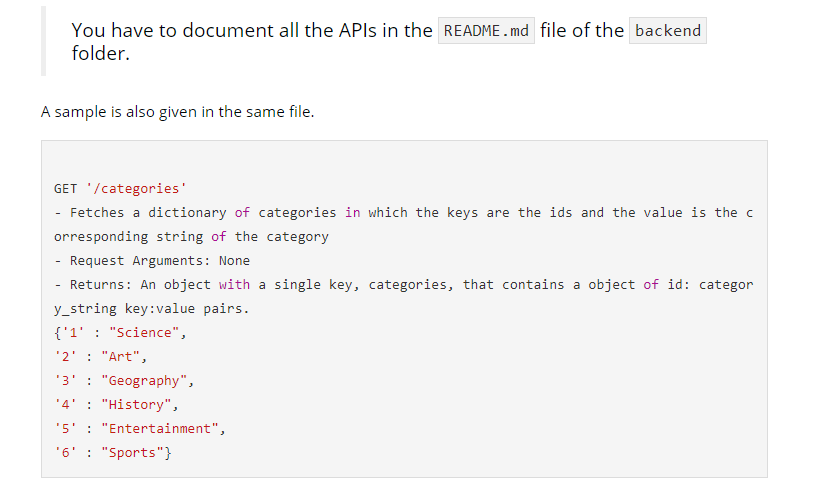 You have to document all the APIs in the README.md file of the backend
folder.
A sample is also given in the same file.
GET '/categories'
- Fetches a dictionary of categories in which the keys are the ids and the value is the c
orresponding string of the category
- Request Arguments: None
- Returns: An object with a single key, categories, that contains a object of id: categor
y_string key:value pairs.
{'1' : "Science",
'2' : "Art",
'3' : "Geography",
'4' : "History",
'5' : "Entertainment",
'6' : "Sports"}